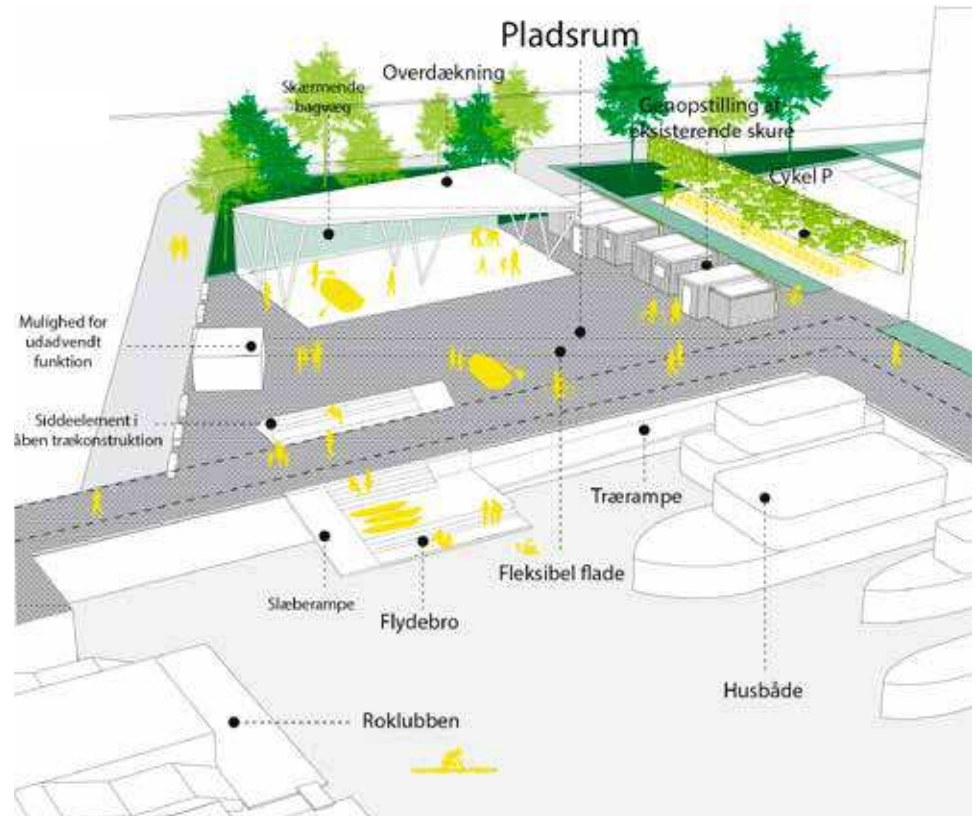 Pladsrum
Skærmende
bagvæg
Overdækning
Genopstilling af
eksisterende skure
Cykel P
Mulighed for
udadvendt
funktion
Siddeelement i
åben trækonstruktion
Trærampe
Fleksibel flade
Slæberampe
Flydebro
Husbåde
Roklubben